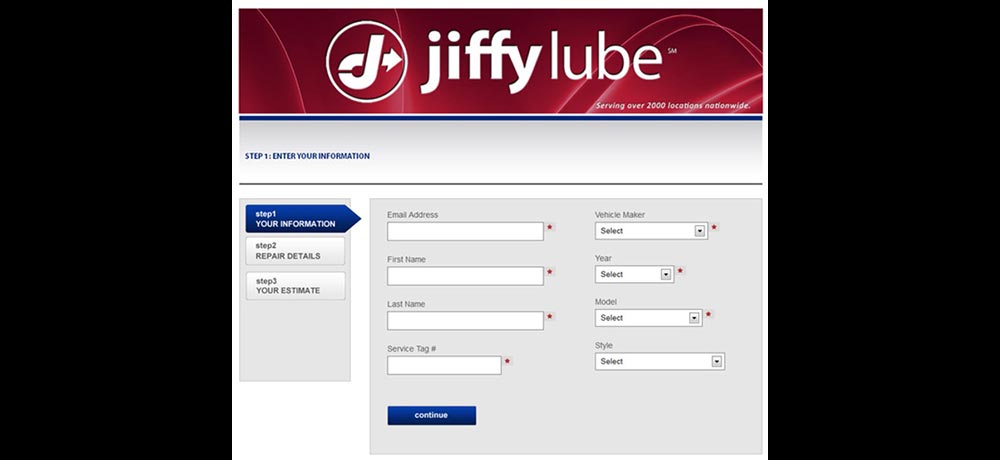 jiffy lube SM
Serving over 2000 locations nationwide.
STEP 1: ENTER YOUR INFORMATION
step1
YOUR INFORMATION
step2
REPAIR DETAILS
step3
YOUR ESTIMATE
Email Address
*
First Name
*
Last Name
*
Service Tag #
*
Vehicle Maker
Select *
Year
Select *
Model
Select *
Style
Select
continue